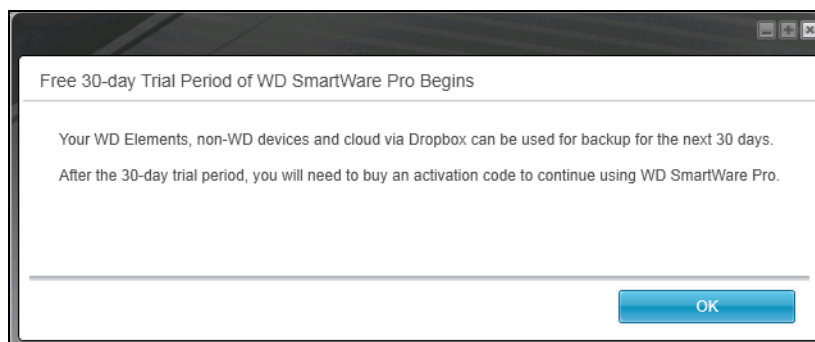 Free 30-day Trial Period of WD SmartWare Pro Begins
Your WD Elements, non-WD devices and cloud via Dropbox can be used for backup for the next 30 days.
After the 30-day trial period, you will need to buy an activation code to continue using WD SmartWare Pro.
OK